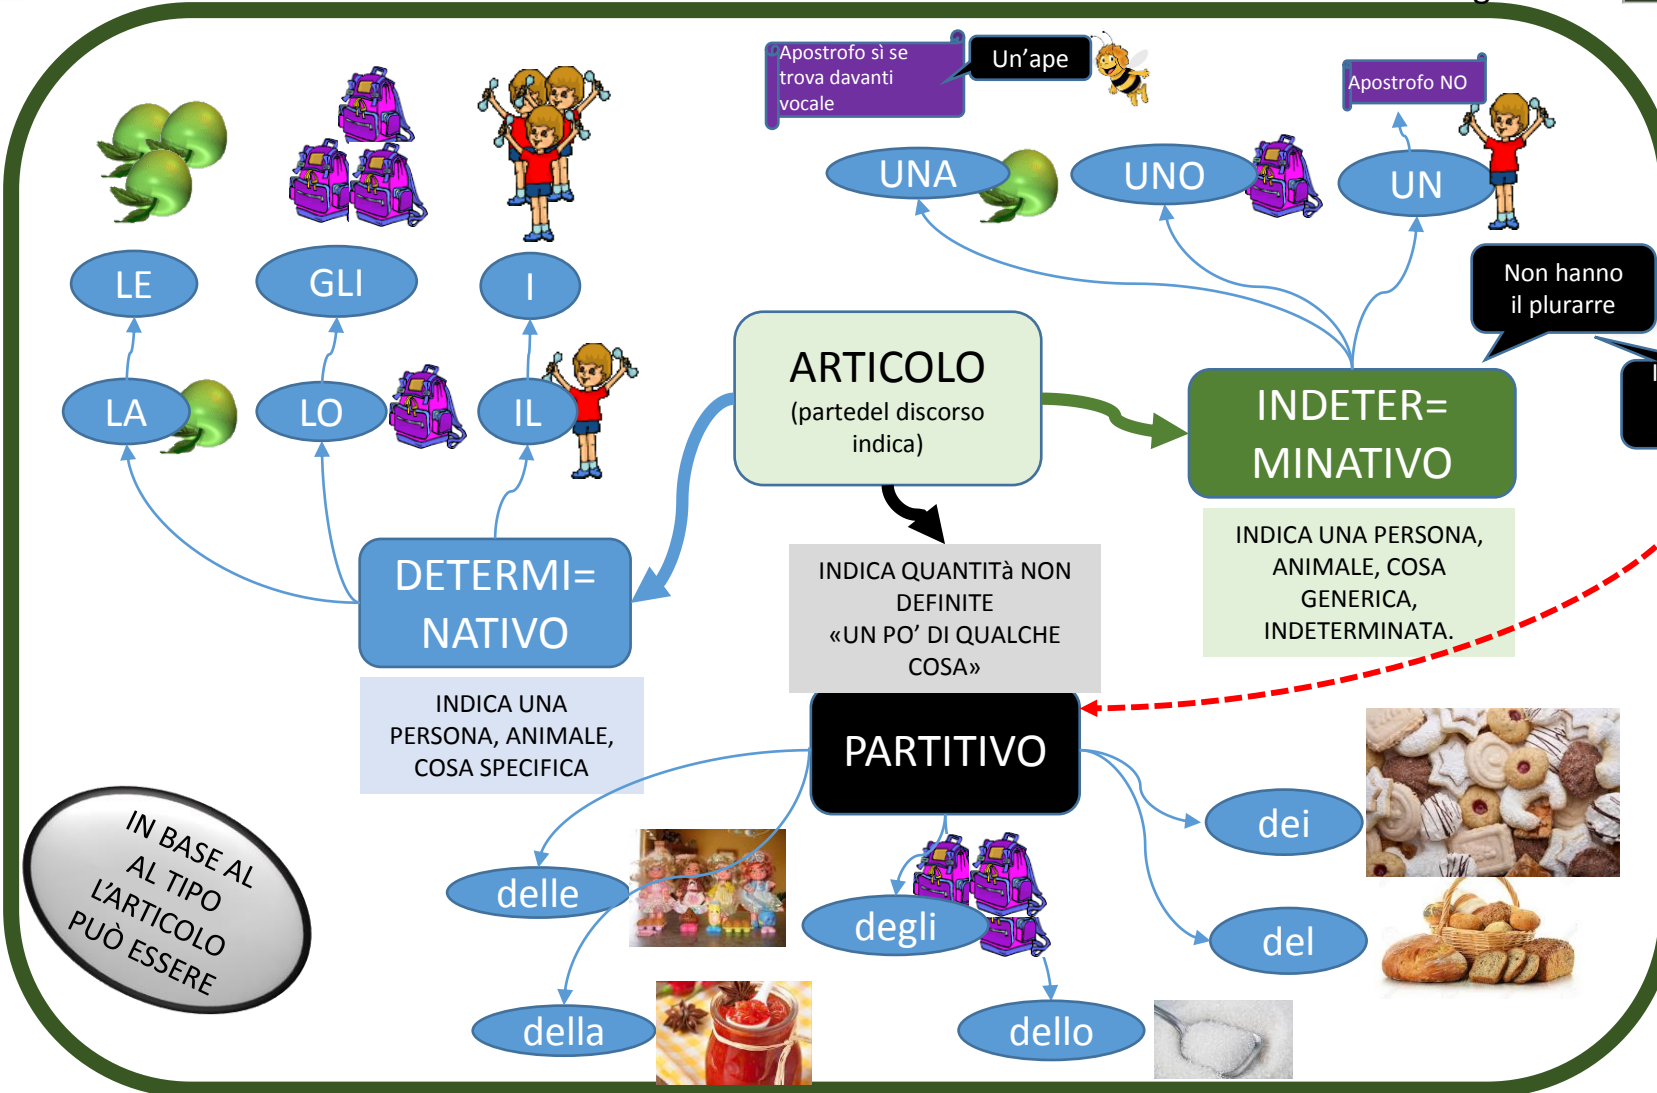 Apostrofo sì se
trova davanti
vocale
Un'ape
Apostrofo NO
UNA
UNO
UN
LE
GLI
I
Non hanno
il plurarre
LA
LO
IL
ARTICOLO
(partedel discorso
indica)
INDETER=
MINATIVO
DETERMI=
NATIVO
INDICA QUANTITà NON
DEFINITE
«UN PO’ DI QUALCHE
COSA»
INDICA UNA PERSONA,
ANIMALE, COSA
GENERICA,
INDETERMINATA.
INDICA UNA
PERSONA, ANIMALE,
COSA SPECIFICA
PARTITIVO
IN BASE AL
AL TIPO
L’ARTICOLO
PUÒ ESSERE
delle
degli
dei
del
della
dello